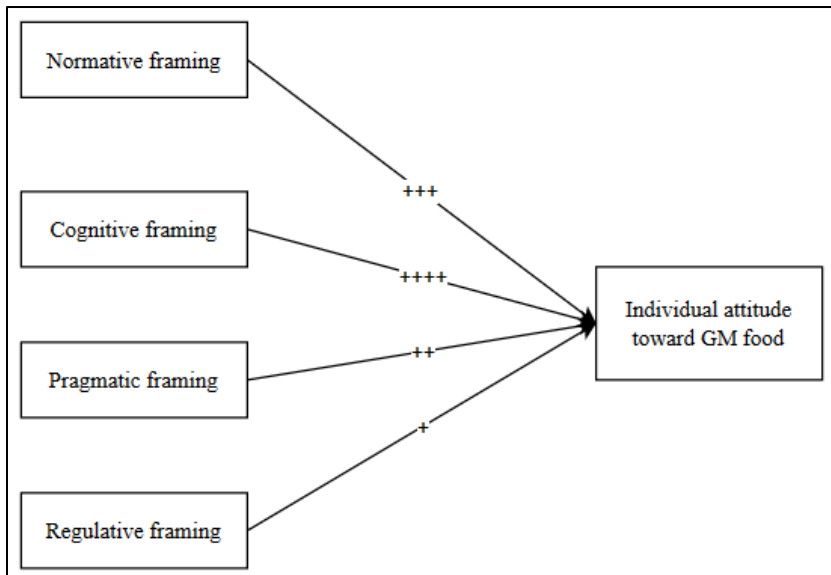 Normative framing
+++
Cognitive framing
++++
Individual attitude
toward GM food
Pragmatic framing
++
+
Regulative framing